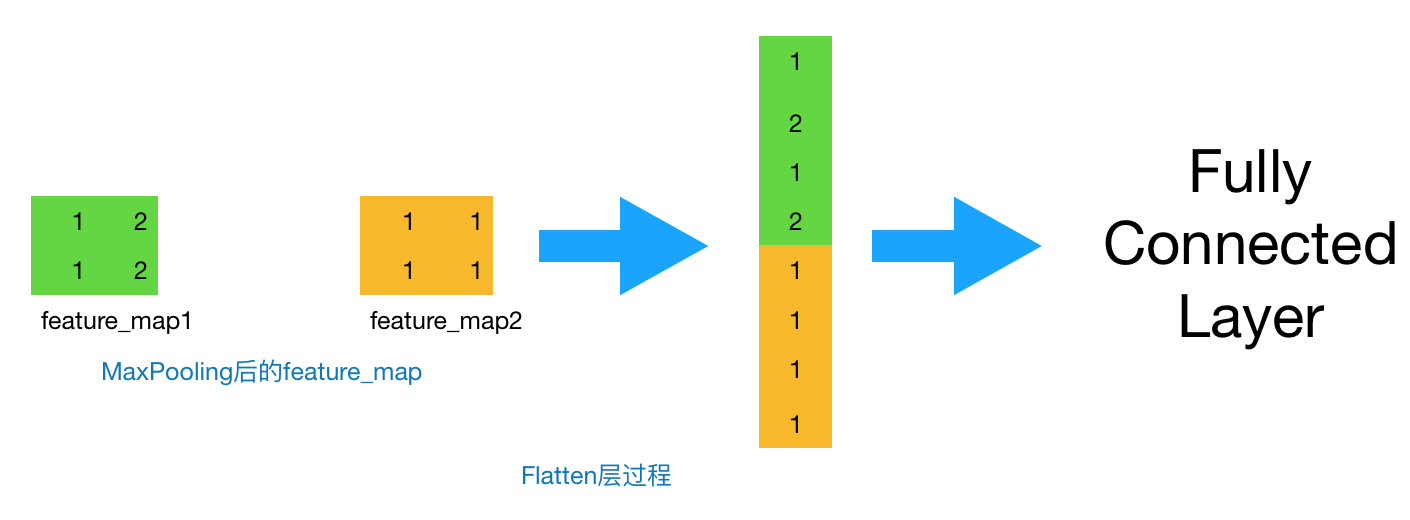 1 2
1 2
feature_map1
1 1
1 1
feature_map2
MaxPooling后的feature_map
1
2
1
2
1
1
1
1
Flatten层过程
Fully
Connected
Layer